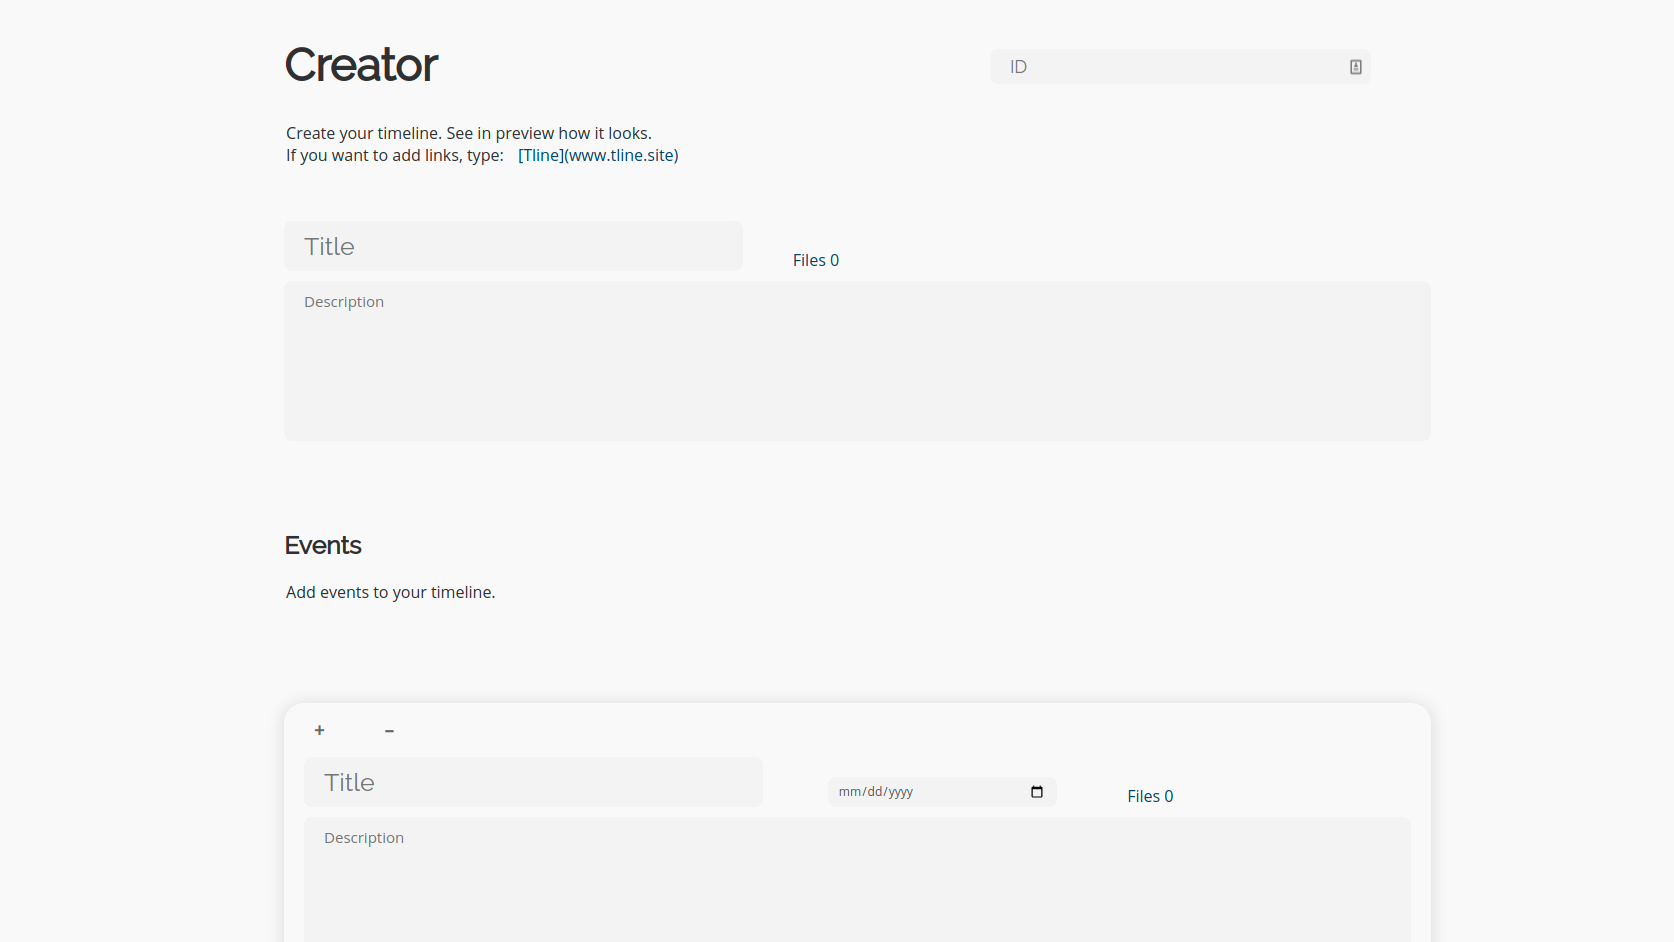 Creator
ID
Create your timeline. See in preview how it looks.
If you want to add links, type: [Tline](www.tline.site)
Title
Files 0
Description
Events
Add events to your timeline.
+ −
Title
mm/dd/yyyy
Files 0
Description